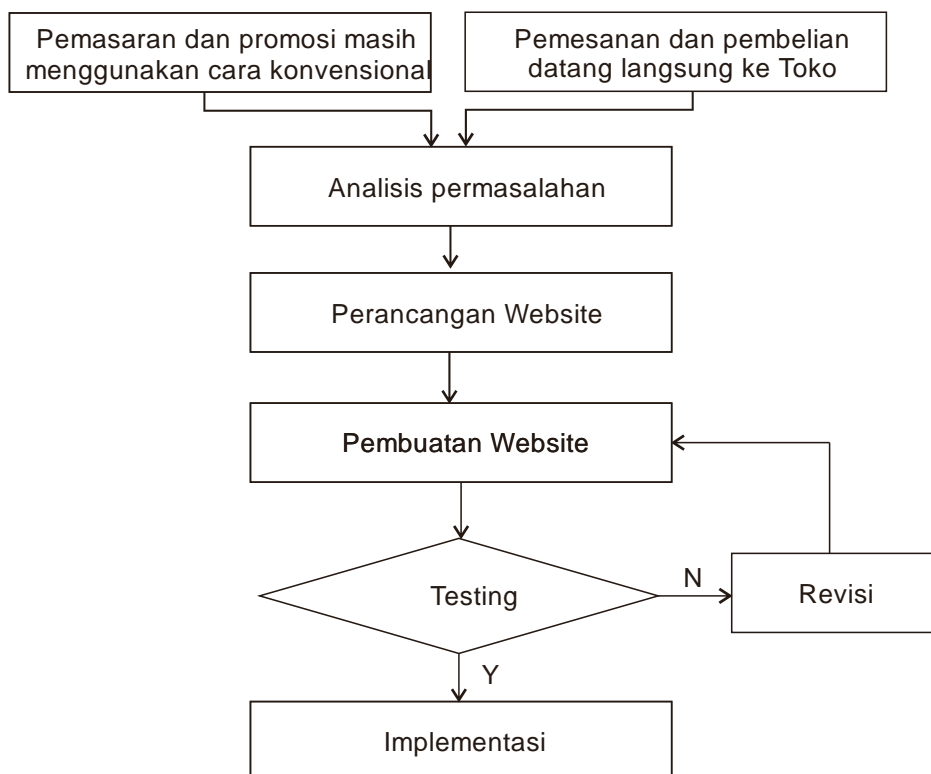 Pemasaran dan promosi masih
menggunakan cara konvensional
Pemesanan dan pembelian
datang langsung ke Toko
Analisis permasalahan
Perancangan Website
Pembuatan Website
Testing
N
Revisi
Y
Implementasi